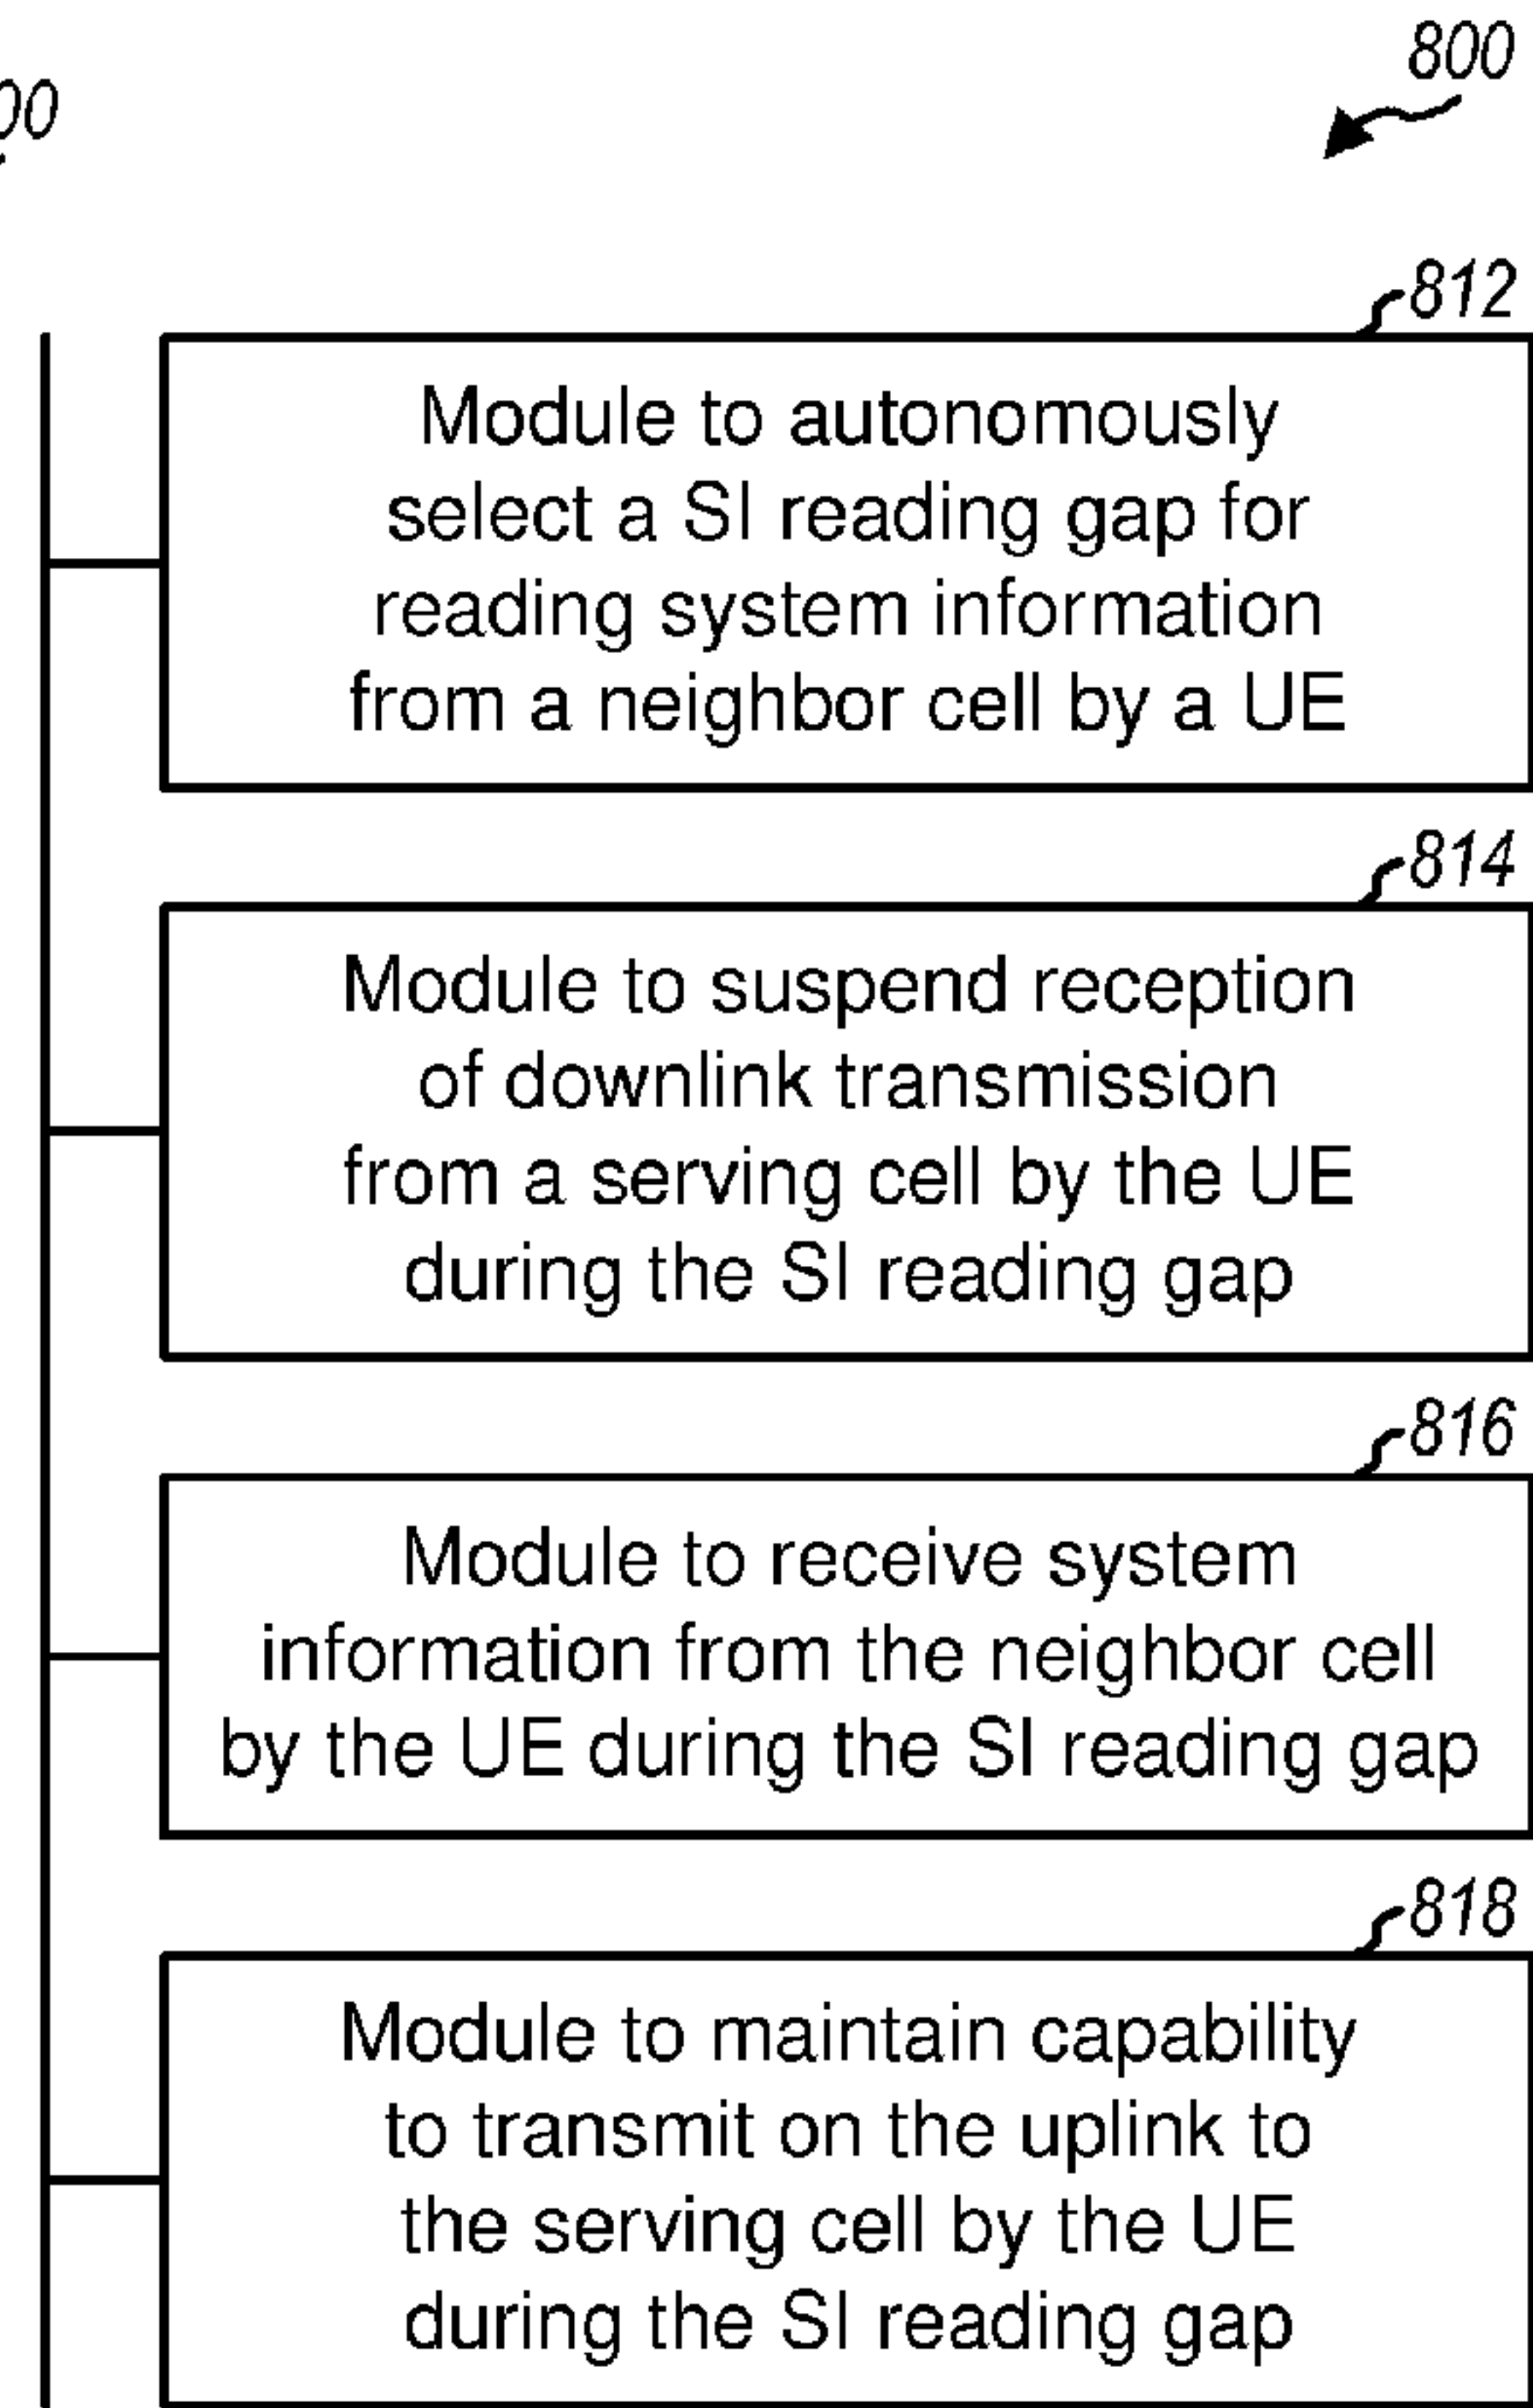 800
00
812
Module to autonomously
select a SI reading gap for
reading system information
from a neighbor cell by a UE
814
Module to suspend reception
of downlink transmission
from a serving cell by the UE
during the SI reading gap
816
Module to receive system
information from the neighbor cell
by the UE during the SI reading gap
818
Module to maintain capability
to transmit on the uplink to
the serving cell by the UE
during the SI reading gap